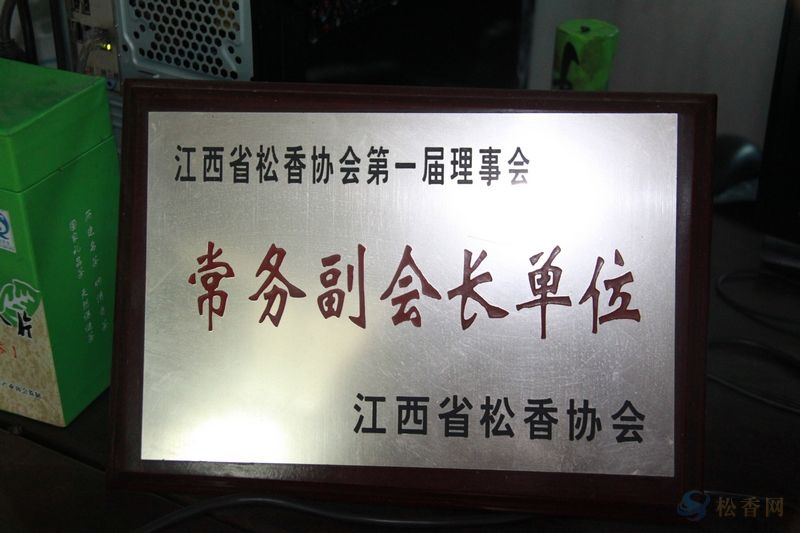 江西省松香协会第一届理事会
常务副会长单位
江西省松香协会
片
松香网